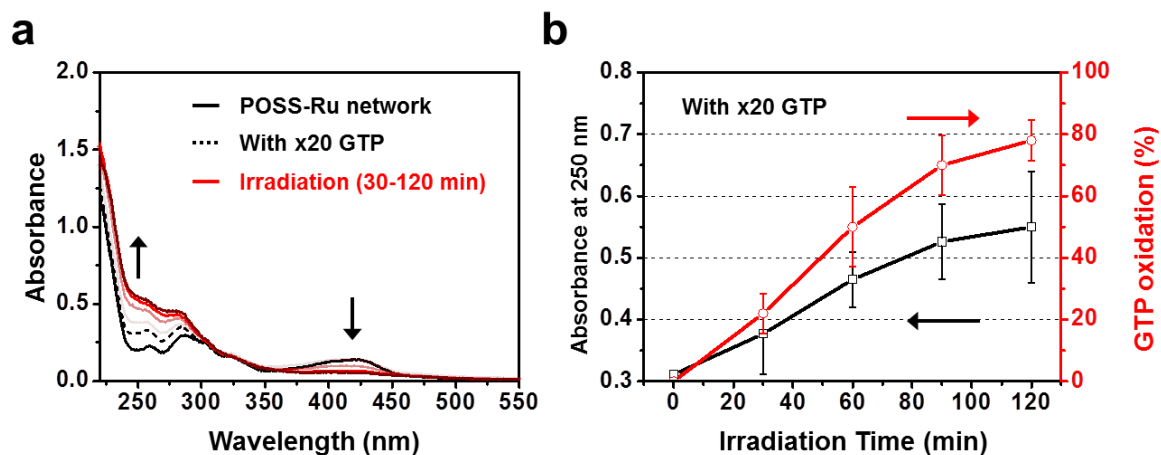 a
2.0
1.5
1.0
0.5
0.0
Absorbance
POSS-Ru network
With x20 GTP
Irradiation (30-120 min)
250 300 350 400 450 500 550
Wavelength (nm)
b
0.8
0.7
0.6
0.5
0.4
0.3
Absorbance at 250 nm
With x20 GTP
100
80
60
40
20
0
GTP oxidation (%)
0 20 40 60 80 100 120
Irradiation Time (min)